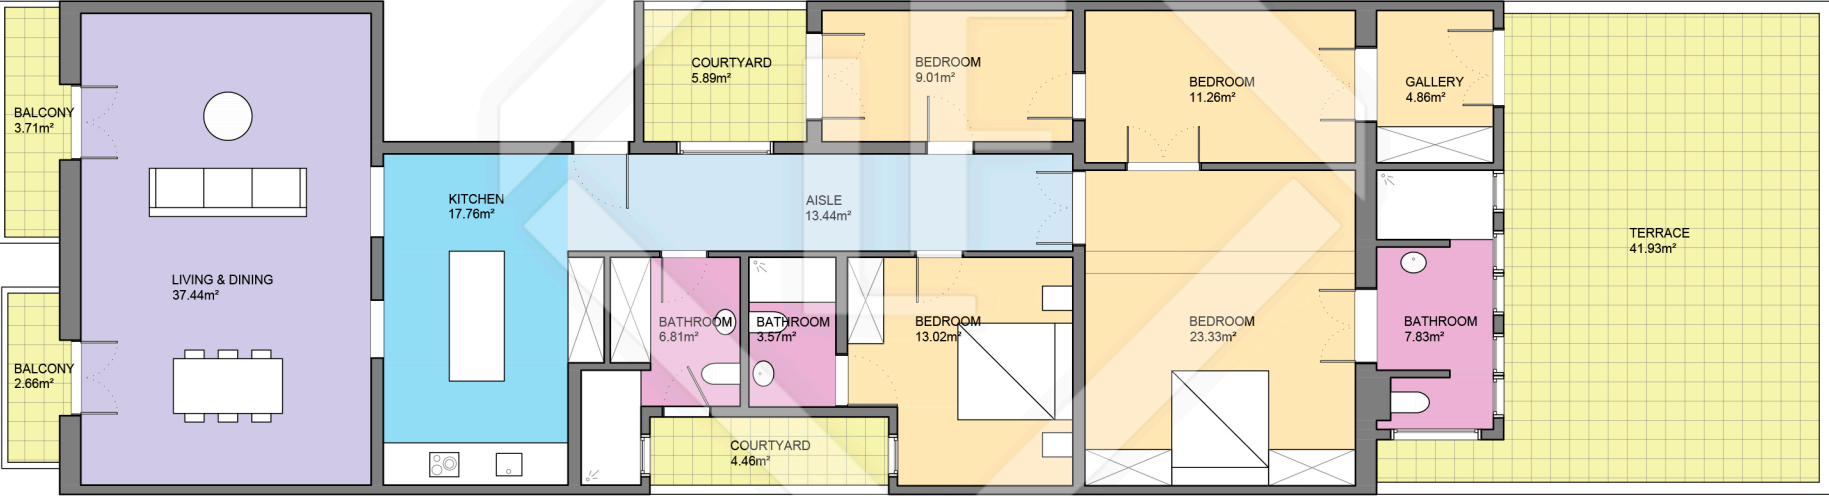 BALCONY
3.71m²
LIVING & DINING
37.44m²
BALCONY
2.66m²
KITCHEN
17.76m²
COURTYARD
5.89m²
BEDROOM
9.01m²
BEDROOM
11.26m²
GALLERY
4.86m²
AISLE
13.44m²
TERRACE
41.93m²
BATHROOM
6.81m²
BATHROOM
3.57m²
BEDROOM
13.02m²
BEDROOM
23.33m²
BATHROOM
7.83m²
COURTYARD
4.46m²